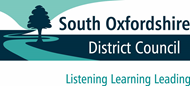 South Oxfordshire
District Council
Listening Learning Leading